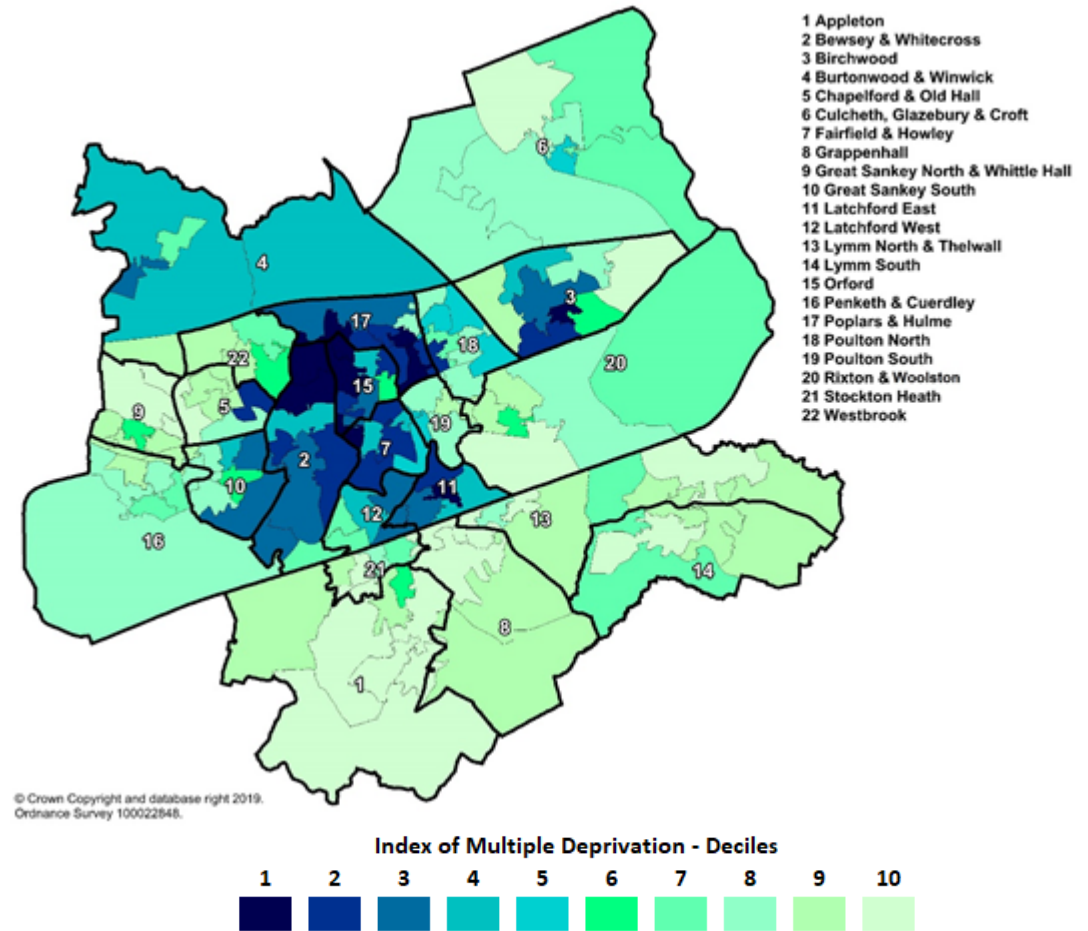 1 Appleton
2 Bewsey & Whitecross
3 Birchwood
4 Burtonwood & Winwick
5 Chapelford & Old Hall
6 Culcheth, Glazebury & Croft
7 Fairfield & Howley
8 Grappenhall
9 Great Sankey North & Whittle Hall
10 Great Sankey South
11 Latchford East
12 Latchford West
13 Lymm North & Thelwall
14 Lymm South
15 Orford
16 Penketh & Cuerdley
17 Poplars & Hulme
18 Poulton North
19 Poulton South
20 Rixton & Woolston
21 Stockton Heath
22 Westbrook
6
4
3
17
18
22
20
15
5
9
19
7
2
10
11
12
13
16
21
14
8
1
© Crown Copyright and database right 2019.
Ordnance Survey 100022848.
Index of Multiple Deprivation - Deciles
1 2 3 4 5 6 7 8 9 10